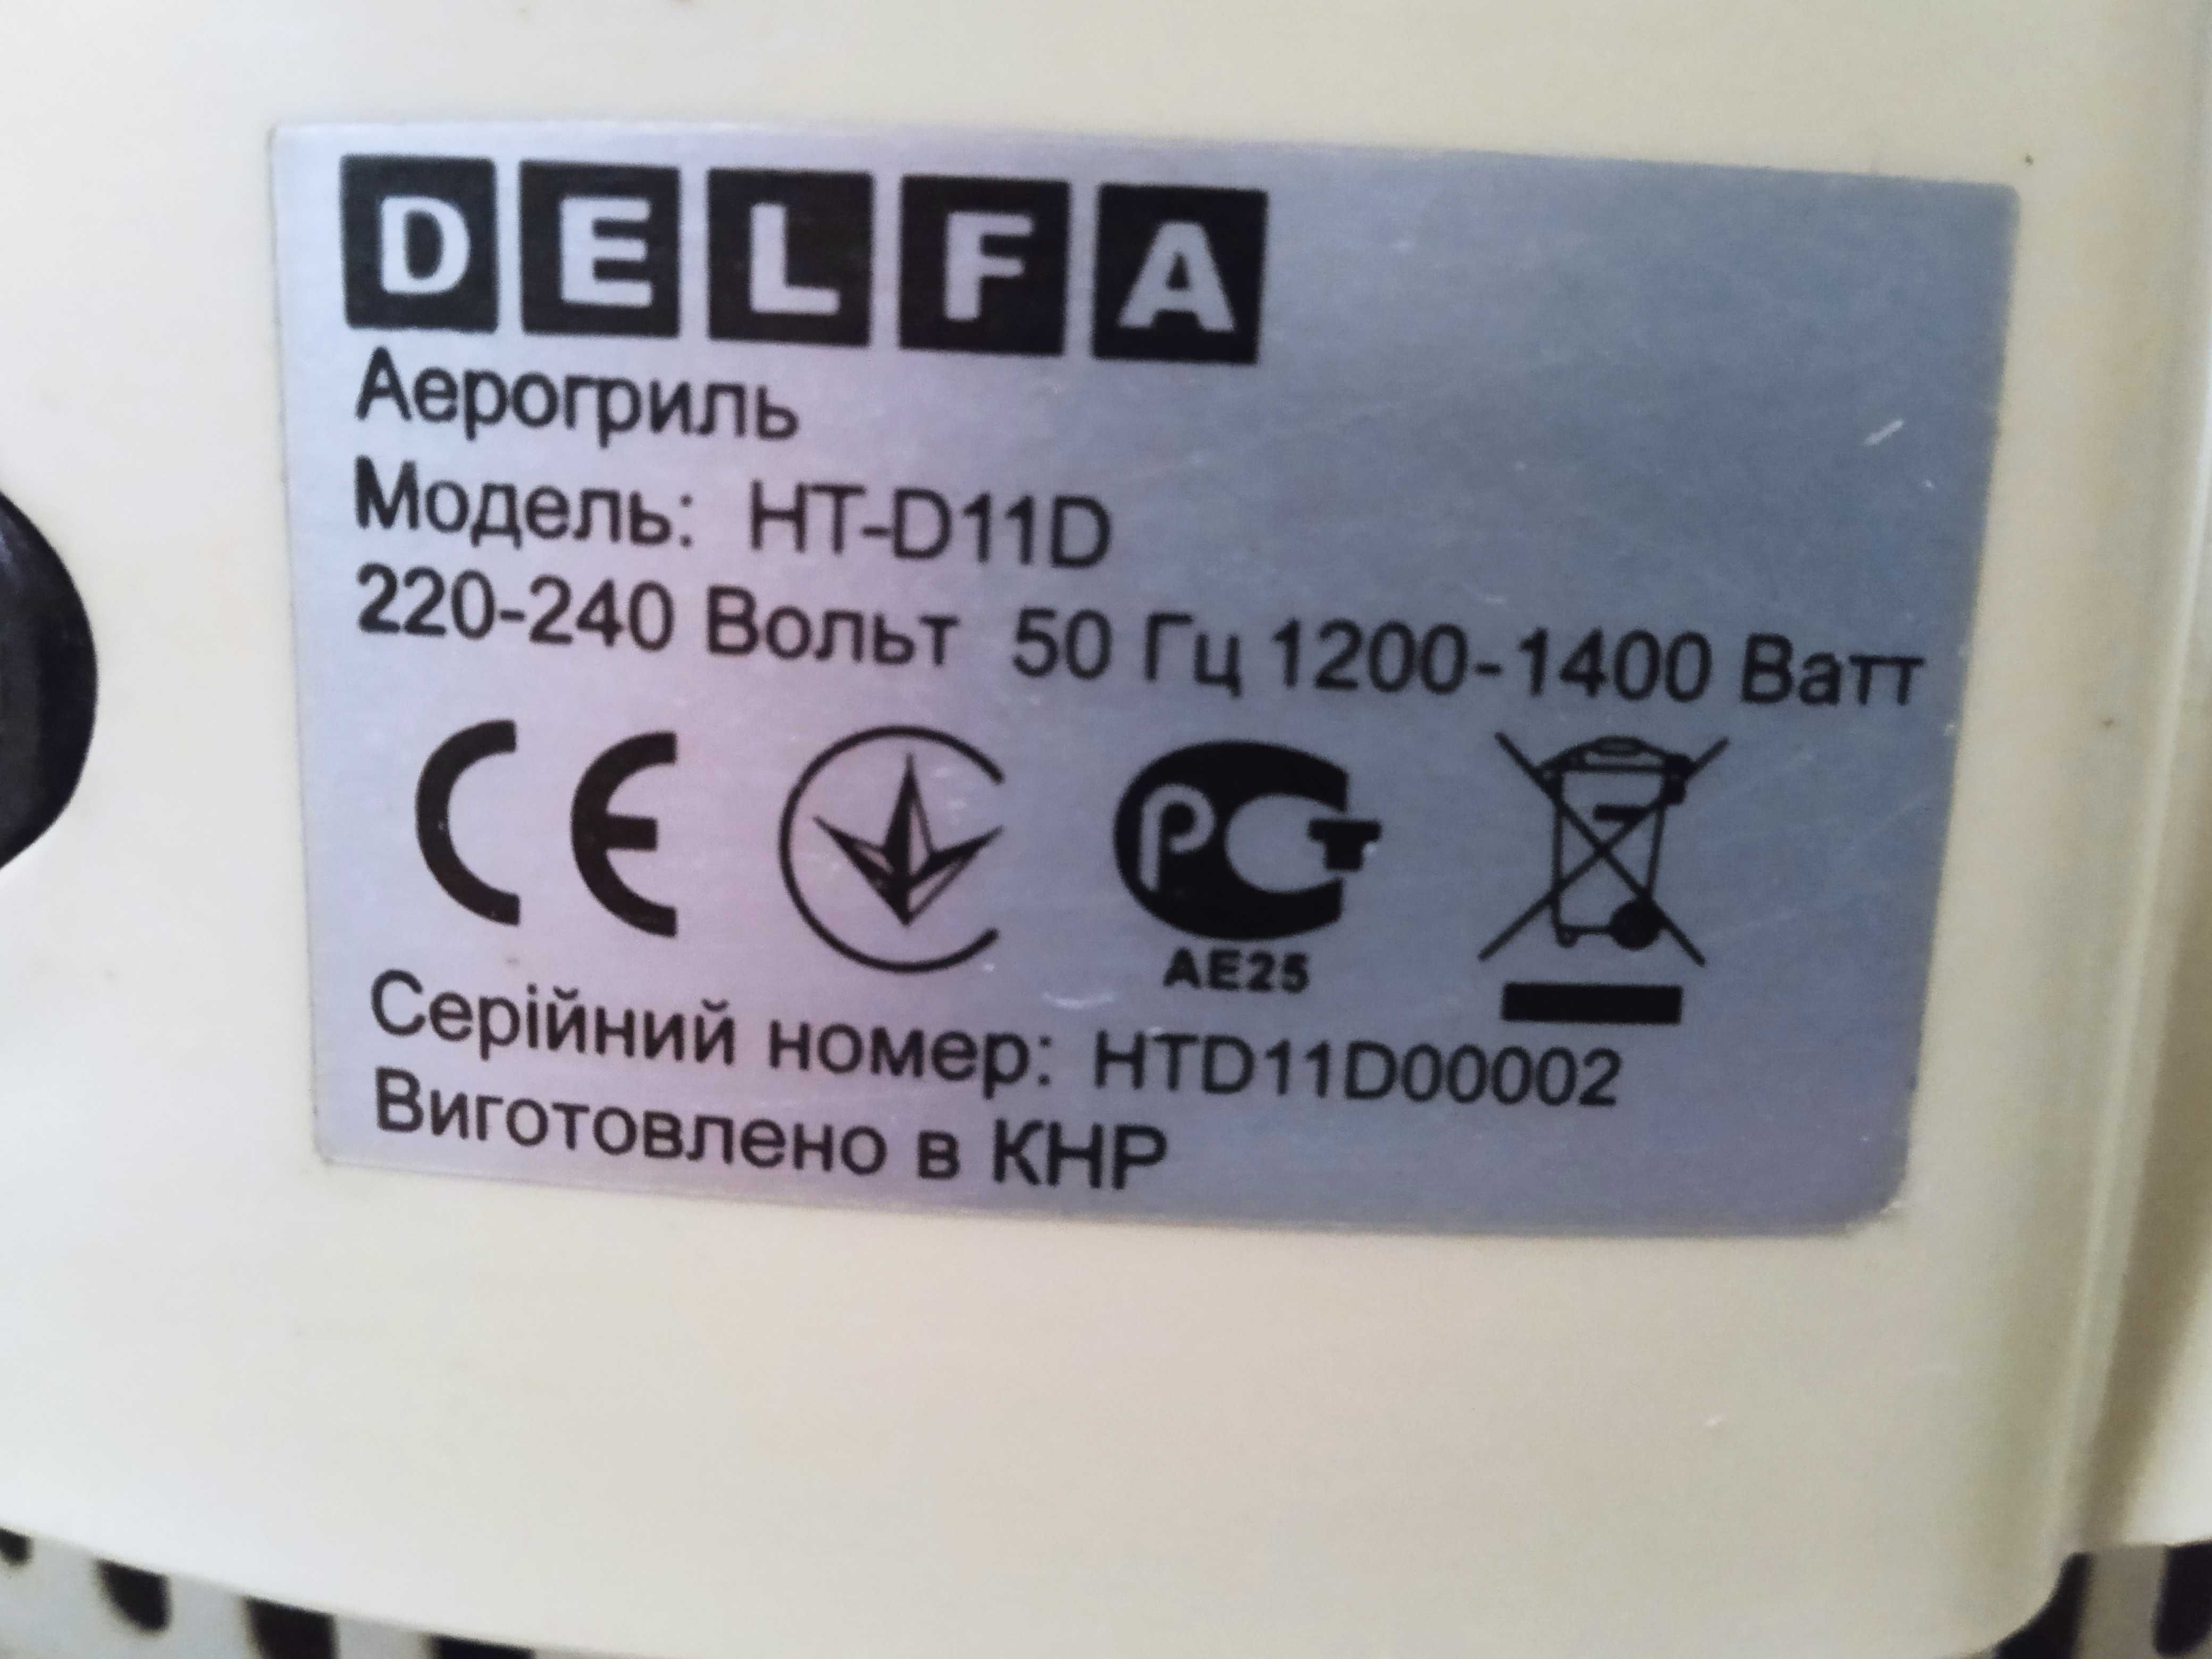 DELFA
Аерогриль
Модель: HT-D11D
220-240 Вольт 50 Гц 1200-1400 Ватт
CE РСТ
AE25
Серійний номер: HTD11D00002
Виготовлено в КНР